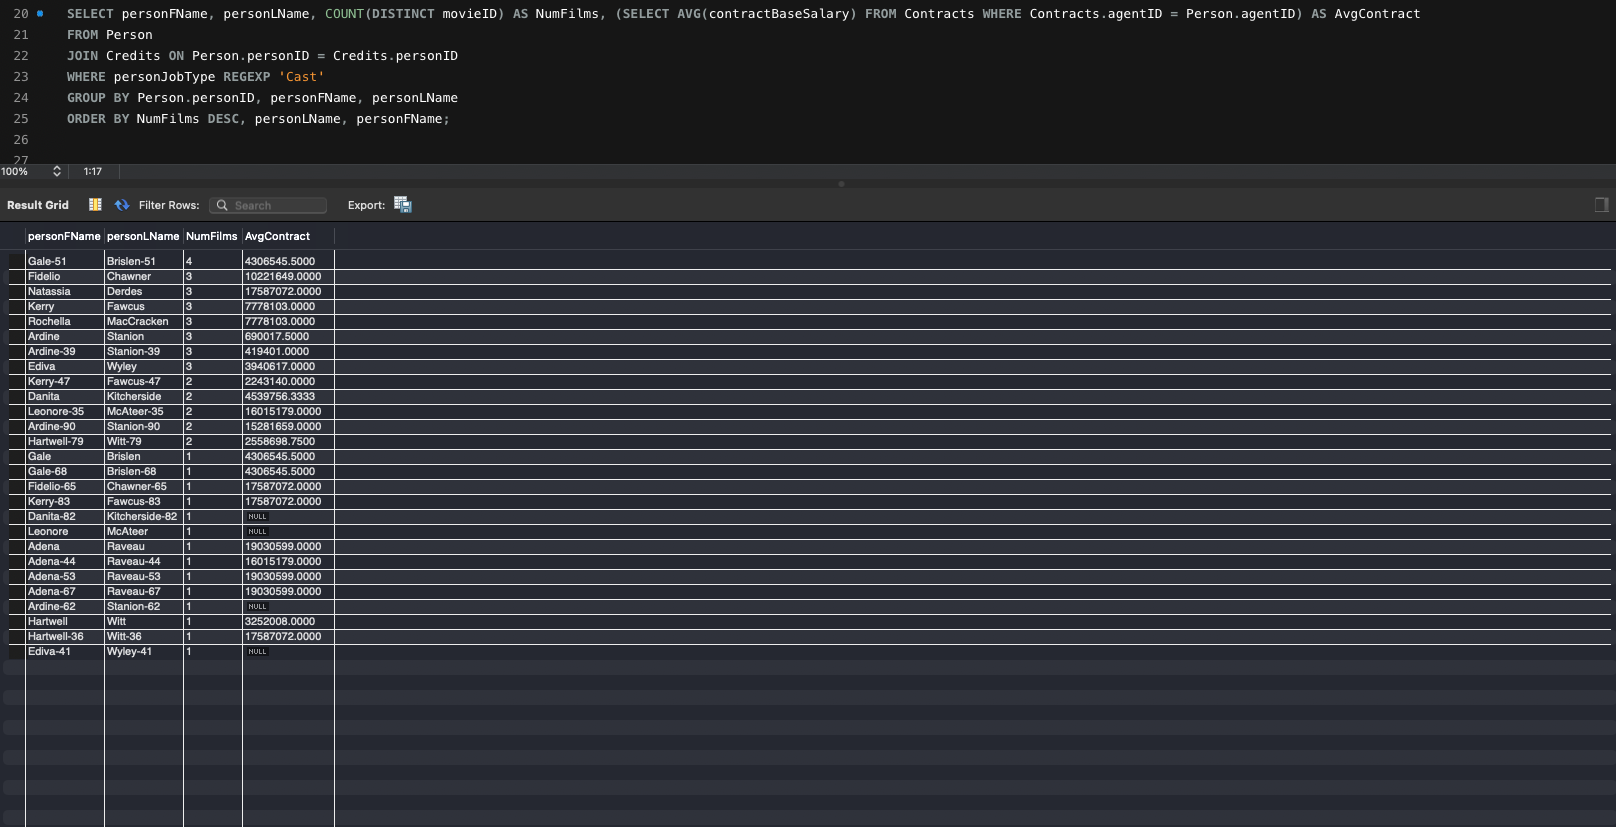 20 SELECT personFName, personLName, COUNT(DISTINCT movieID) AS NumFilms, (SELECT AVG(contractBaseSalary) FROM Contracts WHERE Contracts.agentID = Person.agentID) AS AvgContract
21 FROM Person
22 JOIN Credits ON Person.personID = Credits.personID
23 WHERE personJobType REGEXP 'Cast'
24 GROUP BY Person.personID, personFName, personLName
25 ORDER BY NumFilms DESC, personLName, personFName;
26
27
100% 1:17
Result Grid Filter Rows: Search Export:
personFName personLName NumFilms AvgContract
Gale-51 Brislen-51 4 4306545.5000
Fidelio Chawner 3 10221649.0000
Natassia Derdes 3 17587072.0000
Kerry Fawcus 3 7778103.0000
Rochella MacCracken 3 7778103.0000
Ardine Stanion 3 690017.5000
Ardine-39 Stanion-39 3 419401.0000
Ediva Wyley 3 3940617.0000
Kerry-47 Fawcus-47 2 2243140.0000
Danita Kitcherside 2 4539756.3333
Leonore-35 McAteer-35 2 16015179.0000
Ardine-90 Stanion-90 2 15281659.0000
Hartwell-79 Witt-79 2 2558698.7500
Gale Brislen 1 4306545.5000
Gale-68 Brislen-68 1 4306545.5000
Fidelio-65 Chawner-65 1 17587072.0000
Kerry-83 Fawcus-83 1 17587072.0000
Danita-82 Kitcherside-82 1 NULL
Leonore McAteer 1 NULL
Adena Raveau 1 19030599.0000
Adena-44 Raveau-44 1 16015179.0000
Adena-53 Raveau-53 1 19030599.0000
Adena-67 Raveau-67 1 19030599.0000
Ardine-62 Stanion-62 1 NULL
Hartwell Witt 1 3252008.0000
Hartwell-36 Witt-36 1 17587072.0000
Ediva-41 Wyley-41 1 NULL